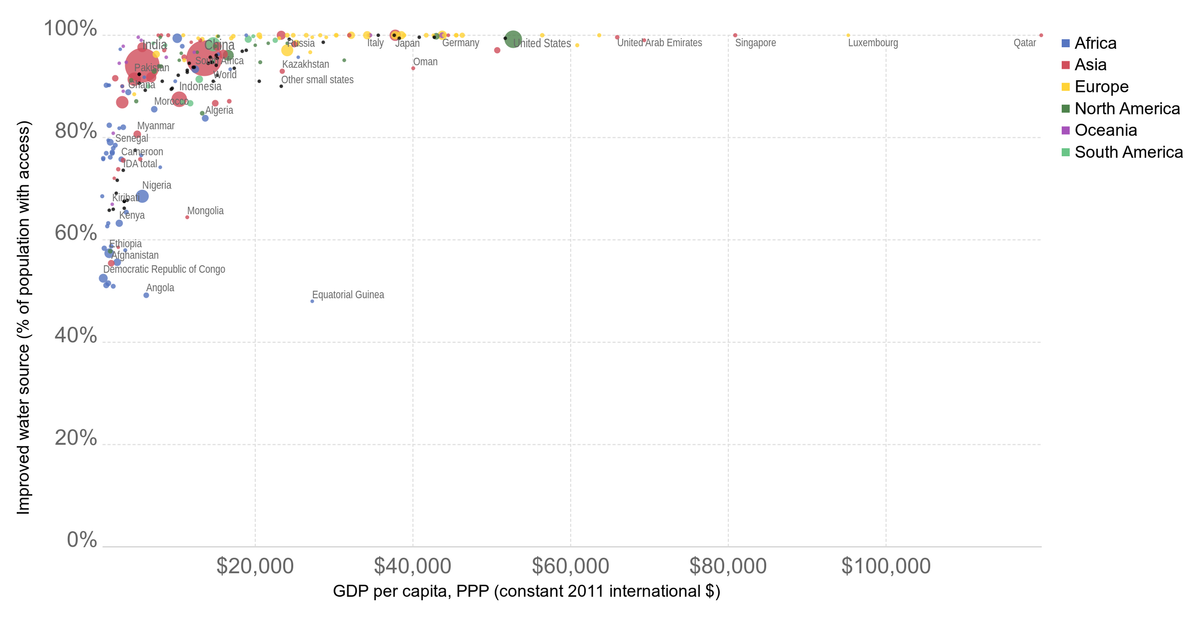 Improved water source (% of population with access)
100%
80%
60%
40%
20%
0%
India
China
Russia
Italy
Japan
Germany
United States
United Arab Emirates
Singapore
Luxembourg
Qatar
South Africa
Pakistan
World
Kazakhstan
Oman
Ghana
Indonesia
Other small states
Morocco
Algeria
Myanmar
Senegal
Cameroon
IDA total
Nigeria
Kiribati
Kenya
Mongolia
Ethiopia
Afghanistan
Democratic Republic of Congo
Angola
Equatorial Guinea
$20,000
$40,000
$60,000
$80,000
$100,000
GDP per capita, PPP (constant 2011 international $)
Africa
Asia
Europe
North America
Oceania
South America